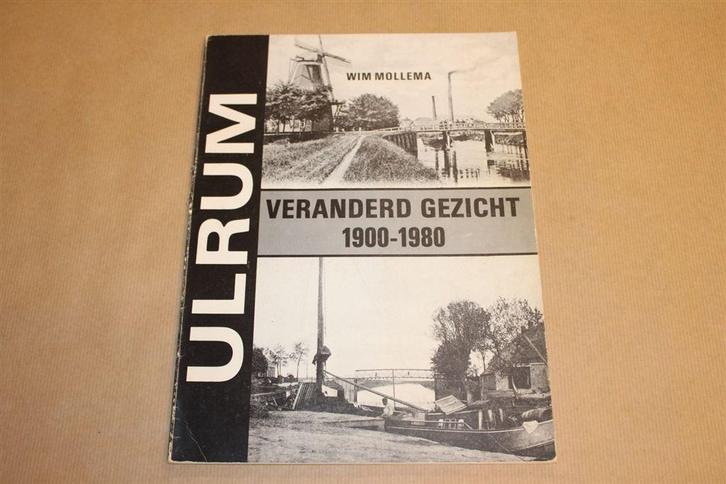 ULRUM
WIM MOLLEMA
VERANDERD GEZICHT
1900-1980